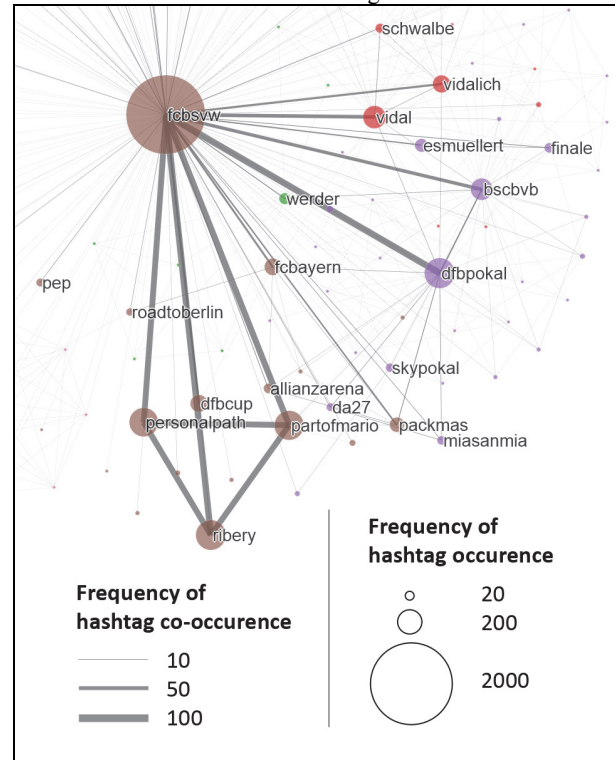 schwalbe
vidalich
fcbsvw
vidal
esmuellert
finale
bscbvb
werder
fcbayern
dfbpokal
pep
roadtoberlin
skypokal
allianzarena
dfbcup
da27
personalpath
partofmario
packmas
miasanmia
ribery
Frequency of
hashtag occurence
20
200
2000
Frequency of
hashtag co-occurence
10
50
100